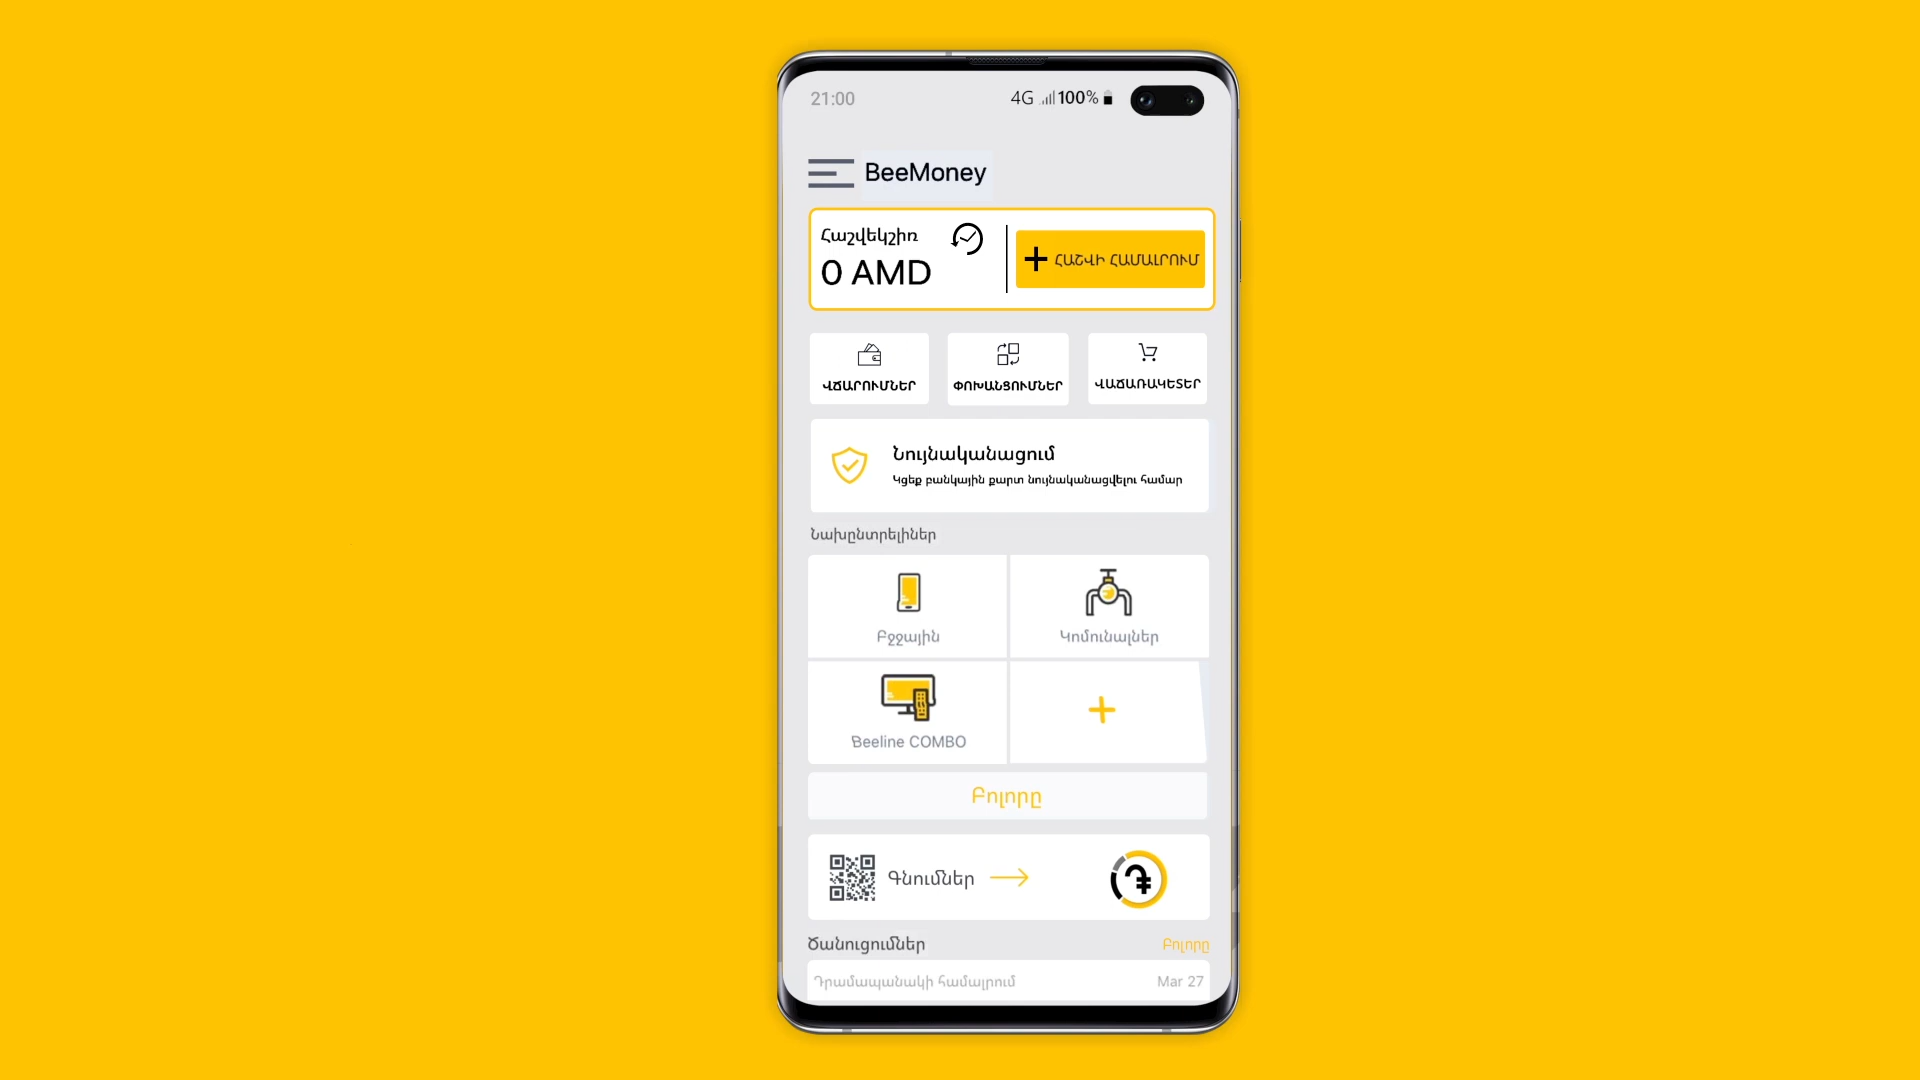 21:00
4G 100%
BeeMoney
Հաշվեկշիռ
0 AMD
ՀԱՇՎԻ ՀԱՄԱԼՐՈՒՄ
ՎՃԱՐՈՒՄՆԵՐ
ՓՈԽԱՆՑՈՒՄՆԵՐ
ՎԱՃԱՌԱԿԵՏԵՐ
Նույնականացում
Կցեք բանկային քարտ նույնականացվելու համար
Նախընտրելիներ
Բջջային
Կոմունալներ
Beeline COMBO
Բոլորը
Գնումներ
Ծանուցումներ
Բոլորը
Դրամապանակի համալրում
Mar 27